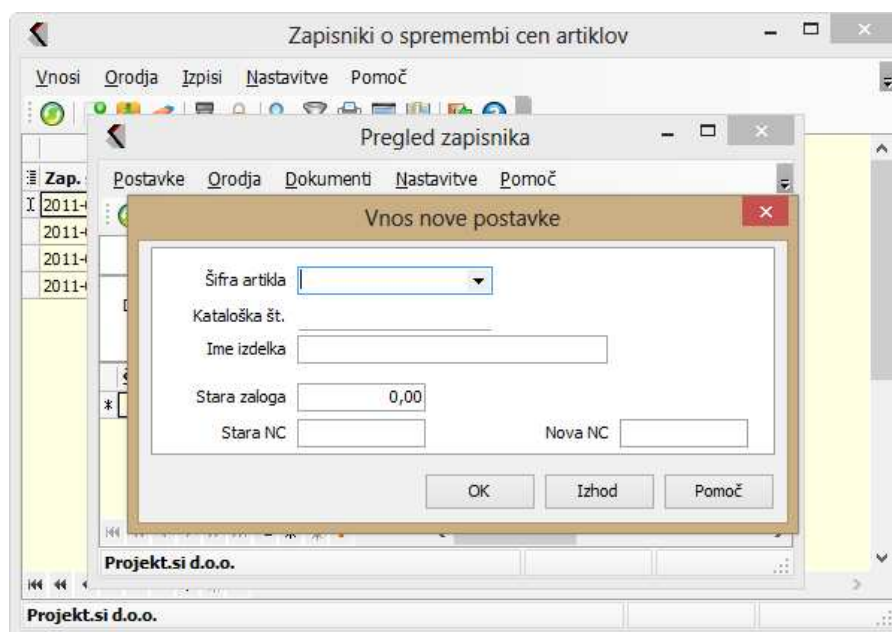 Zapisniki o spremembi cen artiklov
Vnosi Orodja Izpisi Nastavitve Pomoč
Pregled zapisnika
Zap.
Postavke Orodja Dokumenti Nastavitve Pomoč
2011-
Vnos nove postavke
2011-
2011-
2011-
Šifra artikla
Kataloška št.
Ime izdelka
Stara zaloga 0,00
Stara NC Nova NC
OK Izhod Pomoč
Projekt.si d.o.o.
Projekt.si d.o.o.